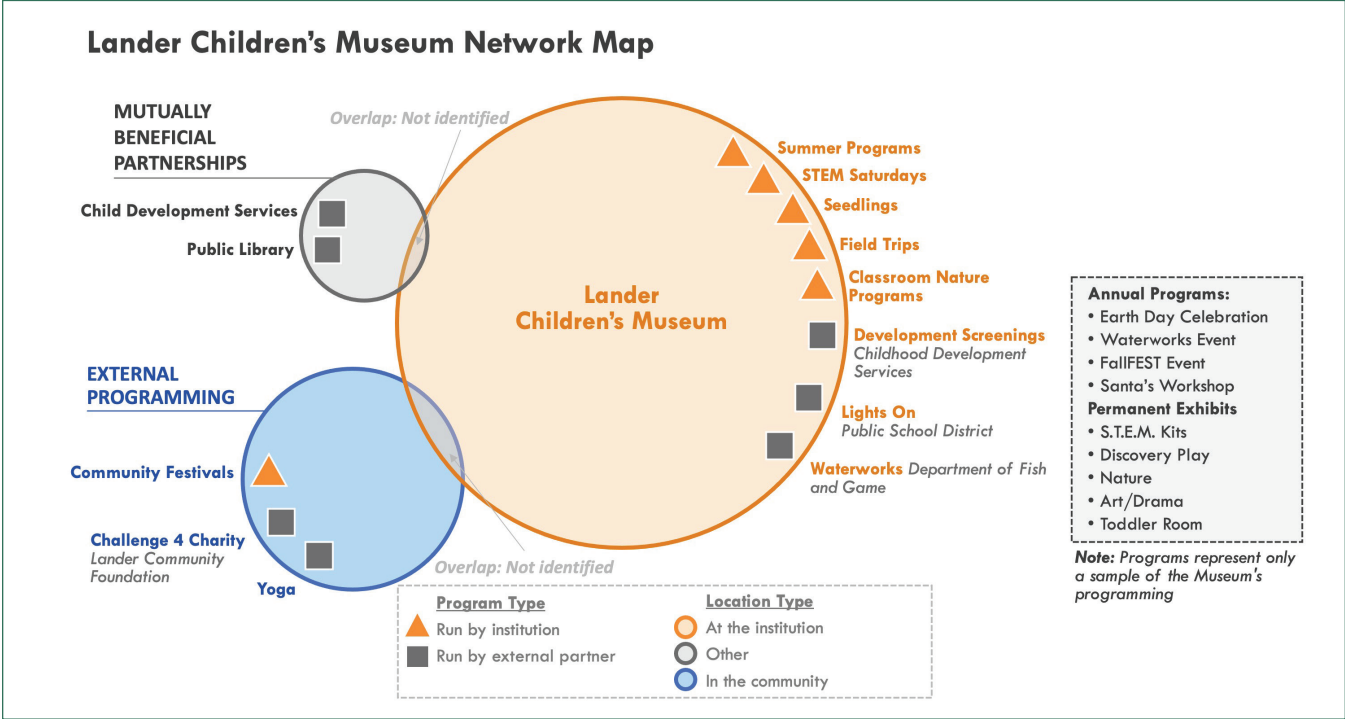 Lander Children's Museum Network Map
MUTUALLY
BENEFICIAL
PARTNERSHIPS
Overlap: Not identified
Child Development Services
Public Library
Lander
Children's Museum
Summer Programs
STEM Saturdays
Seedlings
Field Trips
Classroom Nature
Programs
Development Screenings
Childhood Development
Services
Lights On
Public School District
Waterworks Department of Fish
and Game
EXTERNAL
PROGRAMMING
Community Festivals
Challenge 4 Charity
Lander Community
Foundation
Yoga
Overlap: Not identified
Annual Programs:
• Earth Day Celebration
• Waterworks Event
• FallFEST Event
• Santa's Workshop
Permanent Exhibits
• S.T.E.M. Kits
• Discovery Play
• Nature
• Art/Drama
• Toddler Room
Note: Programs represent only
a sample of the Museum's
programming
Program Type
Run by institution
Run by external partner
Location Type
At the institution
Other
In the community